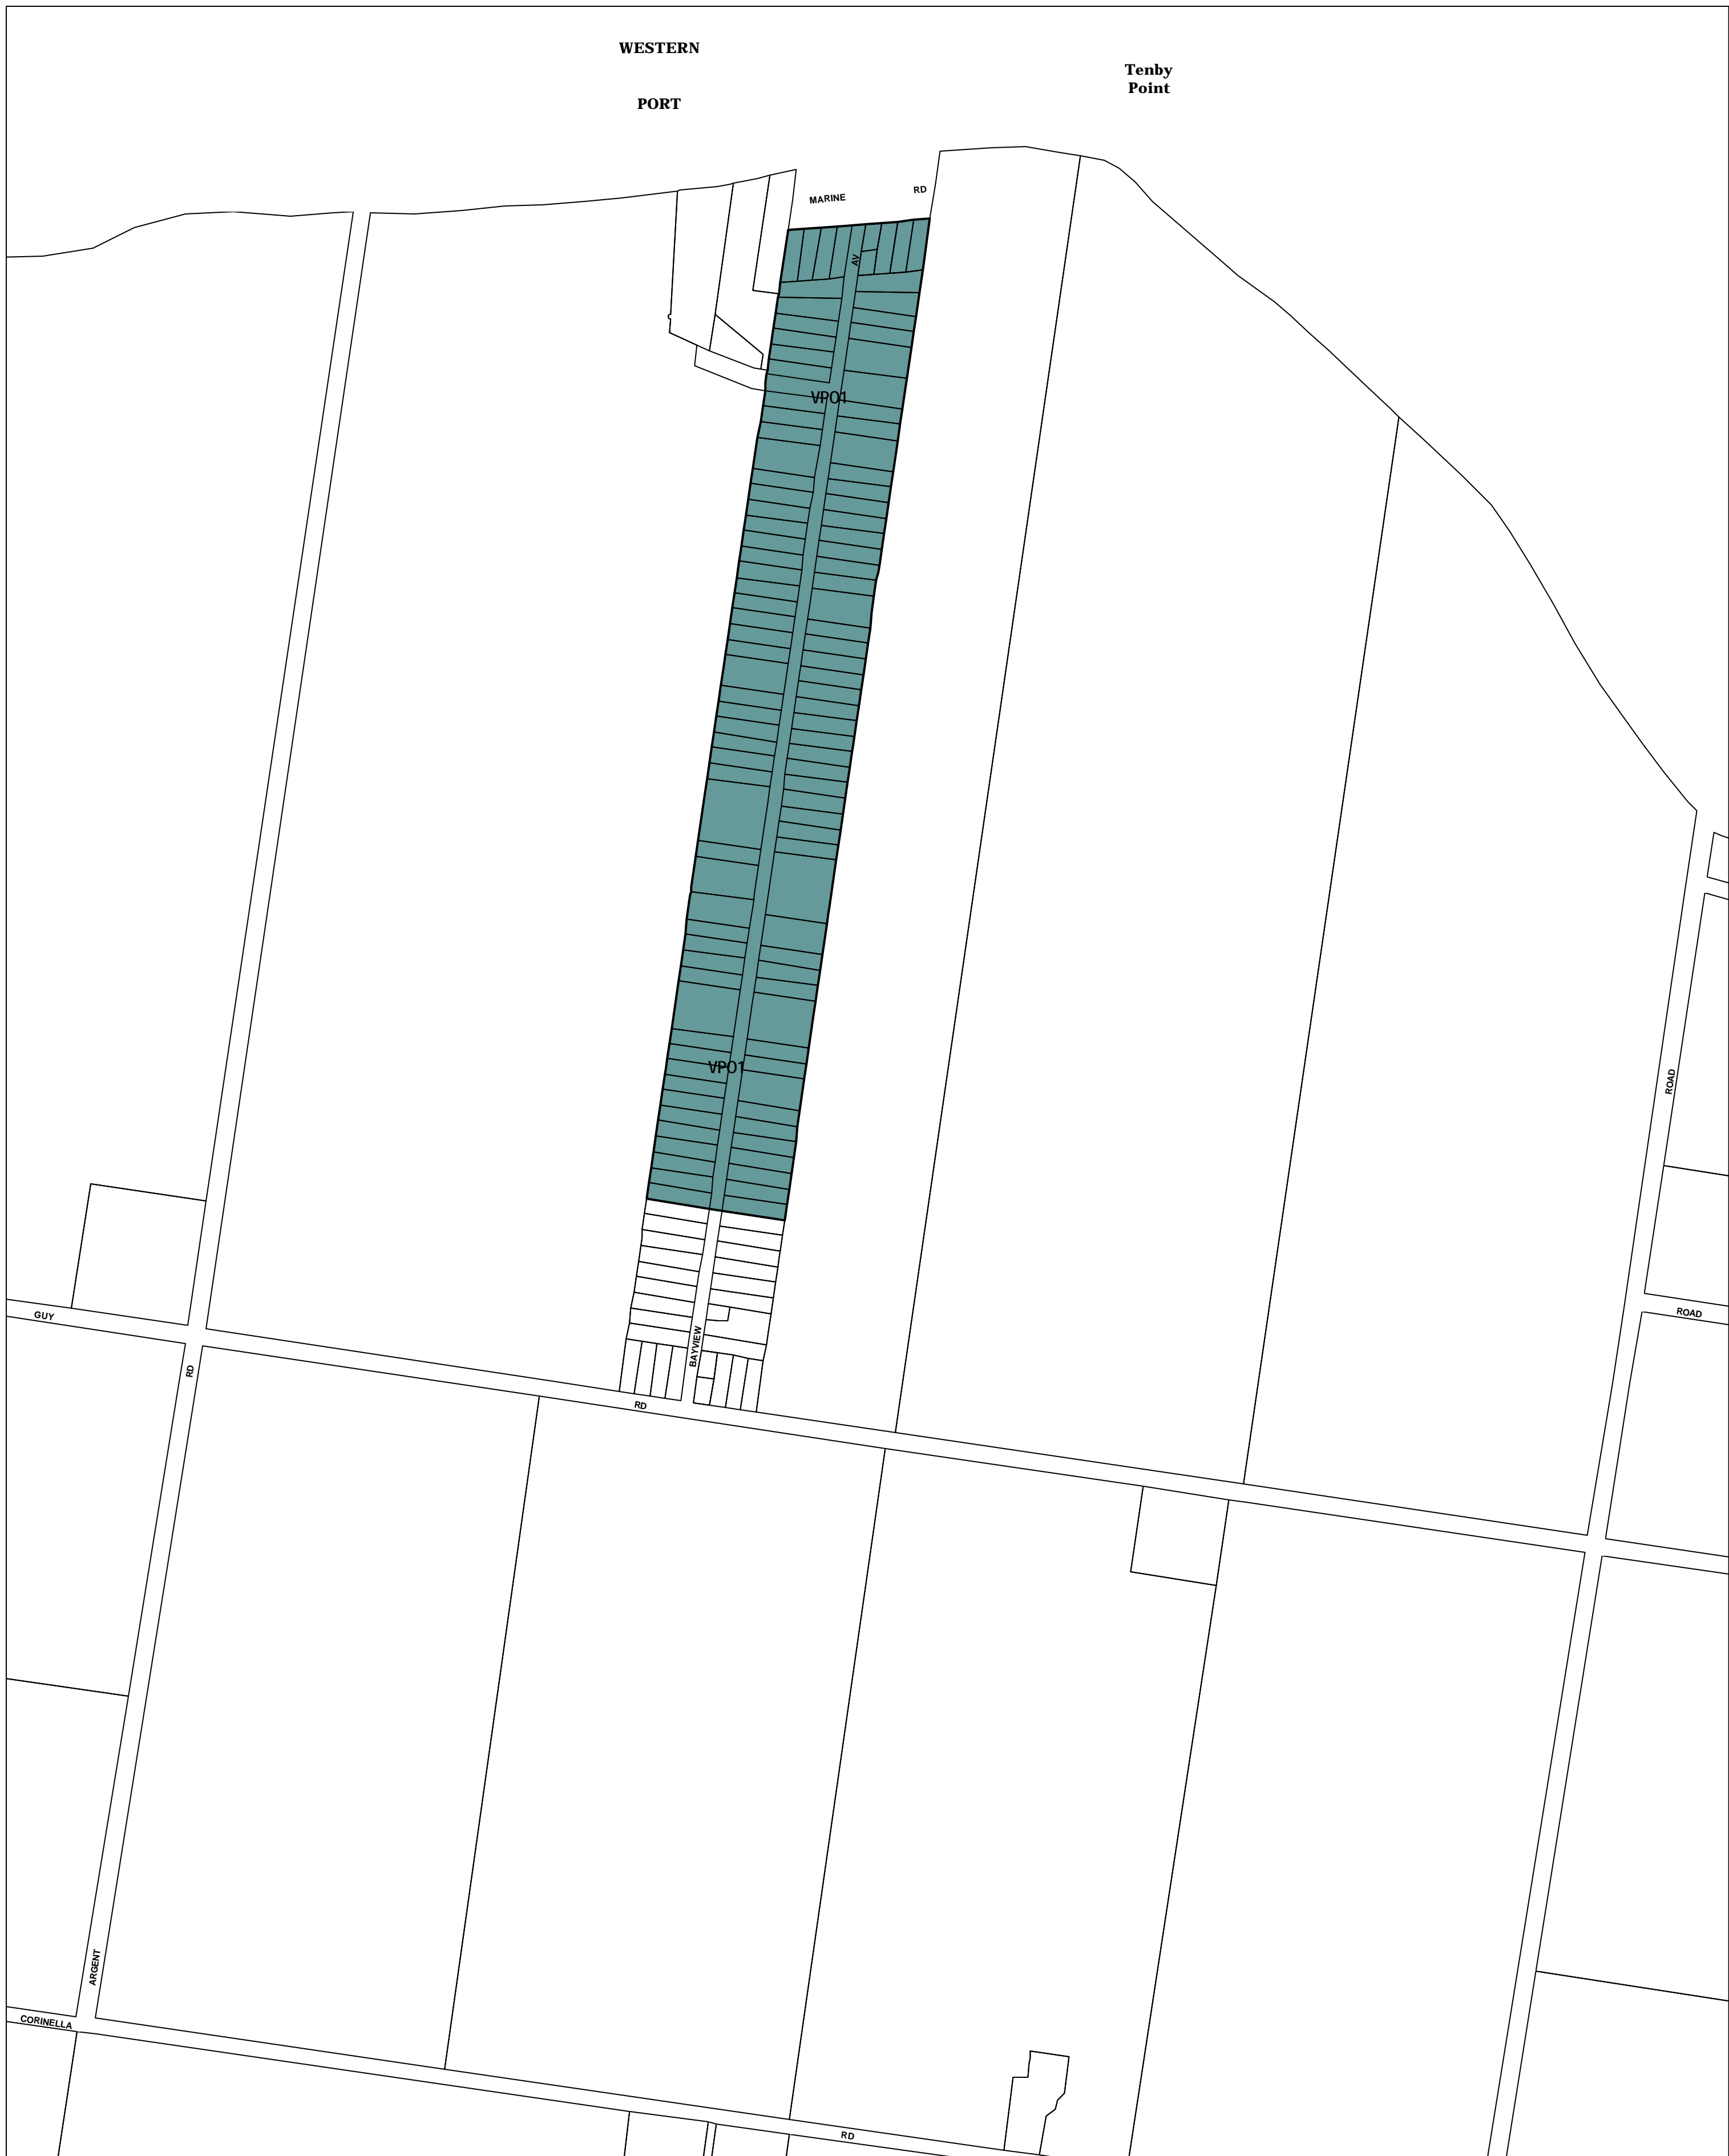 WESTERN
PORT
Tenby
Point
MARINE
RD
AV
VPO1
VPO1
ROAD
GUY
ROAD
RD
BAYVIEW
RD
ARGENT
CORINELLA
RD